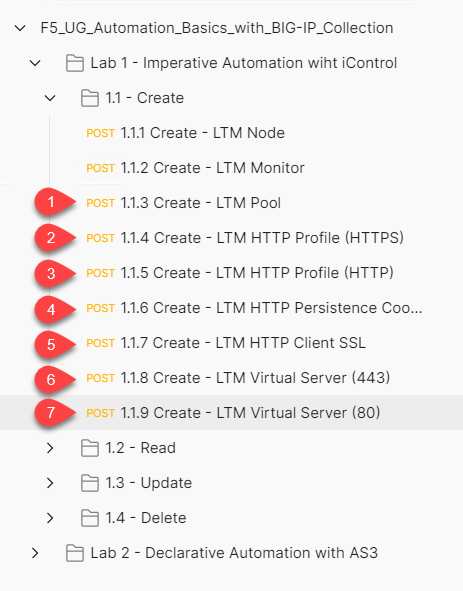 F5_UG_Automation_Basics_with_BIG-IP_Collection
Lab 1 - Imperative Automation wiht iControl
1.1 - Create
POST 1.1.1 Create - LTM Node
POST 1.1.2 Create - LTM Monitor
1 POST 1.1.3 Create - LTM Pool
2 POST 1.1.4 Create - LTM HTTP Profile (HTTPS)
3 POST 1.1.5 Create - LTM HTTP Profile (HTTP)
4 POST 1.1.6 Create - LTM HTTP Persistence Coo...
5 POST 1.1.7 Create - LTM HTTP Client SSL
6 POST 1.1.8 Create - LTM Virtual Server (443)
7 POST 1.1.9 Create - LTM Virtual Server (80)
1.2 - Read
1.3 - Update
1.4 - Delete
Lab 2 - Declarative Automation with AS3